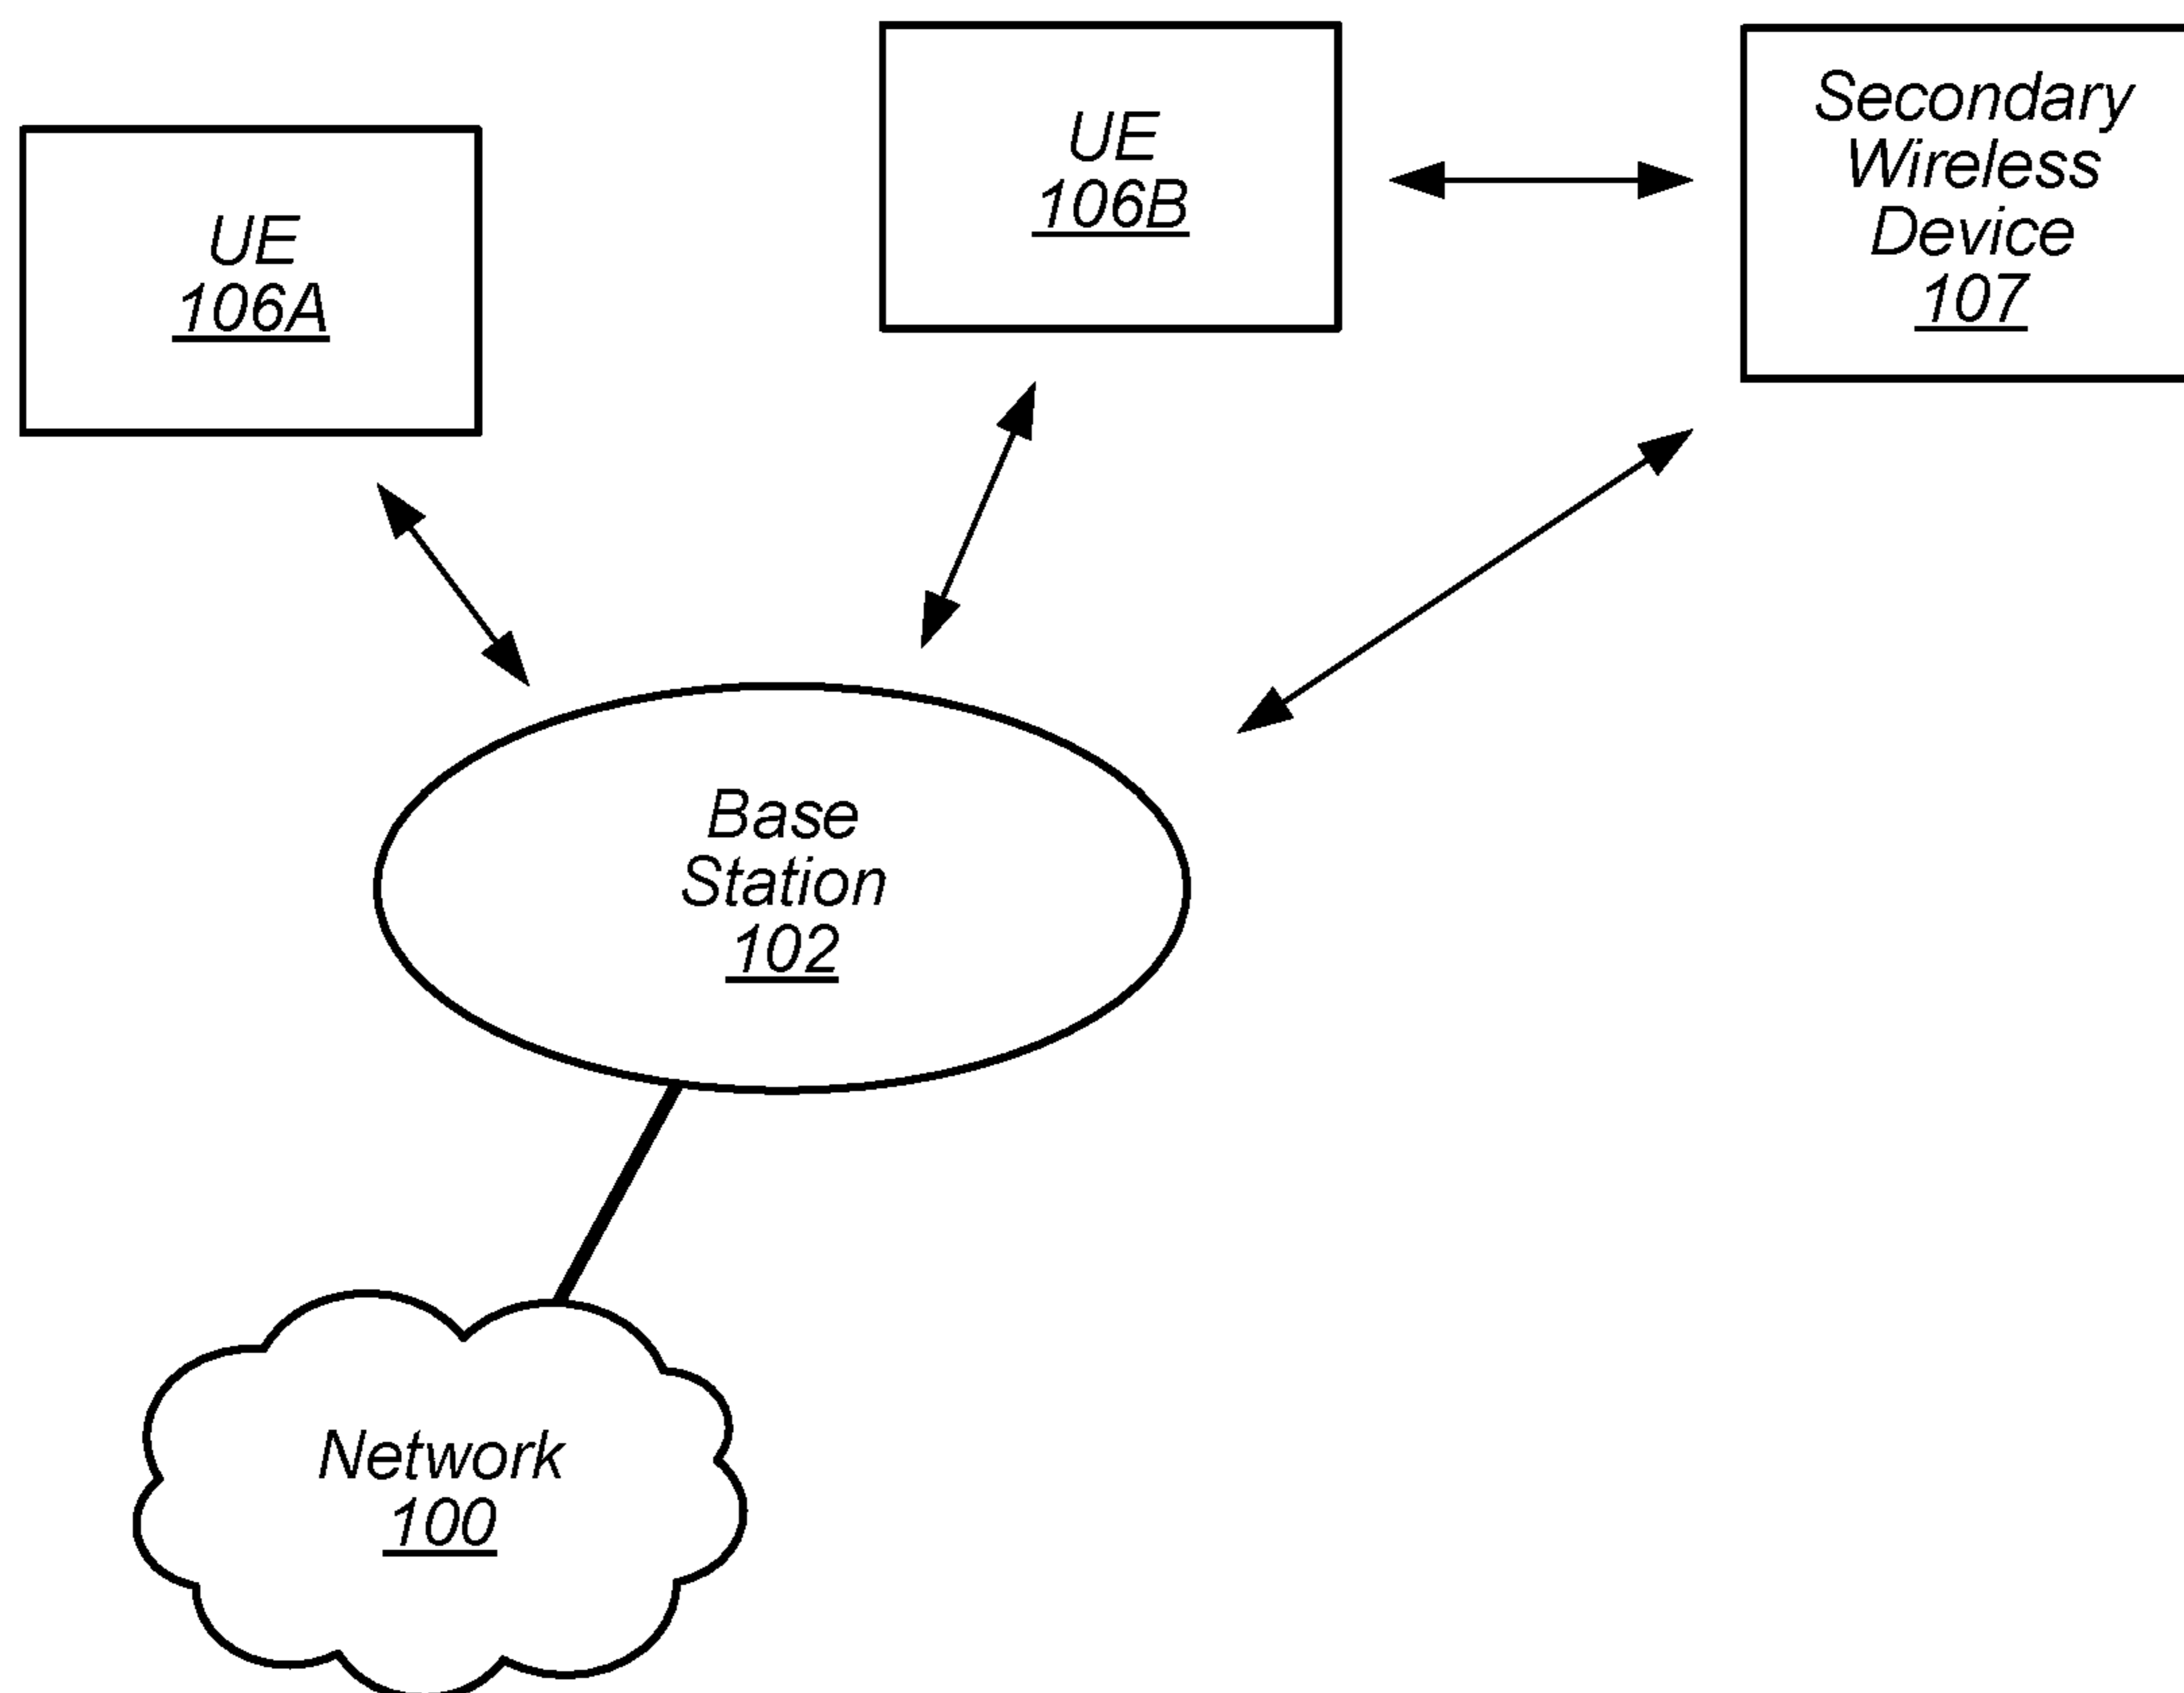 UE
106A
UE
106B
Secondary
Wireless
Device
107
Base
Station
102
Network
100